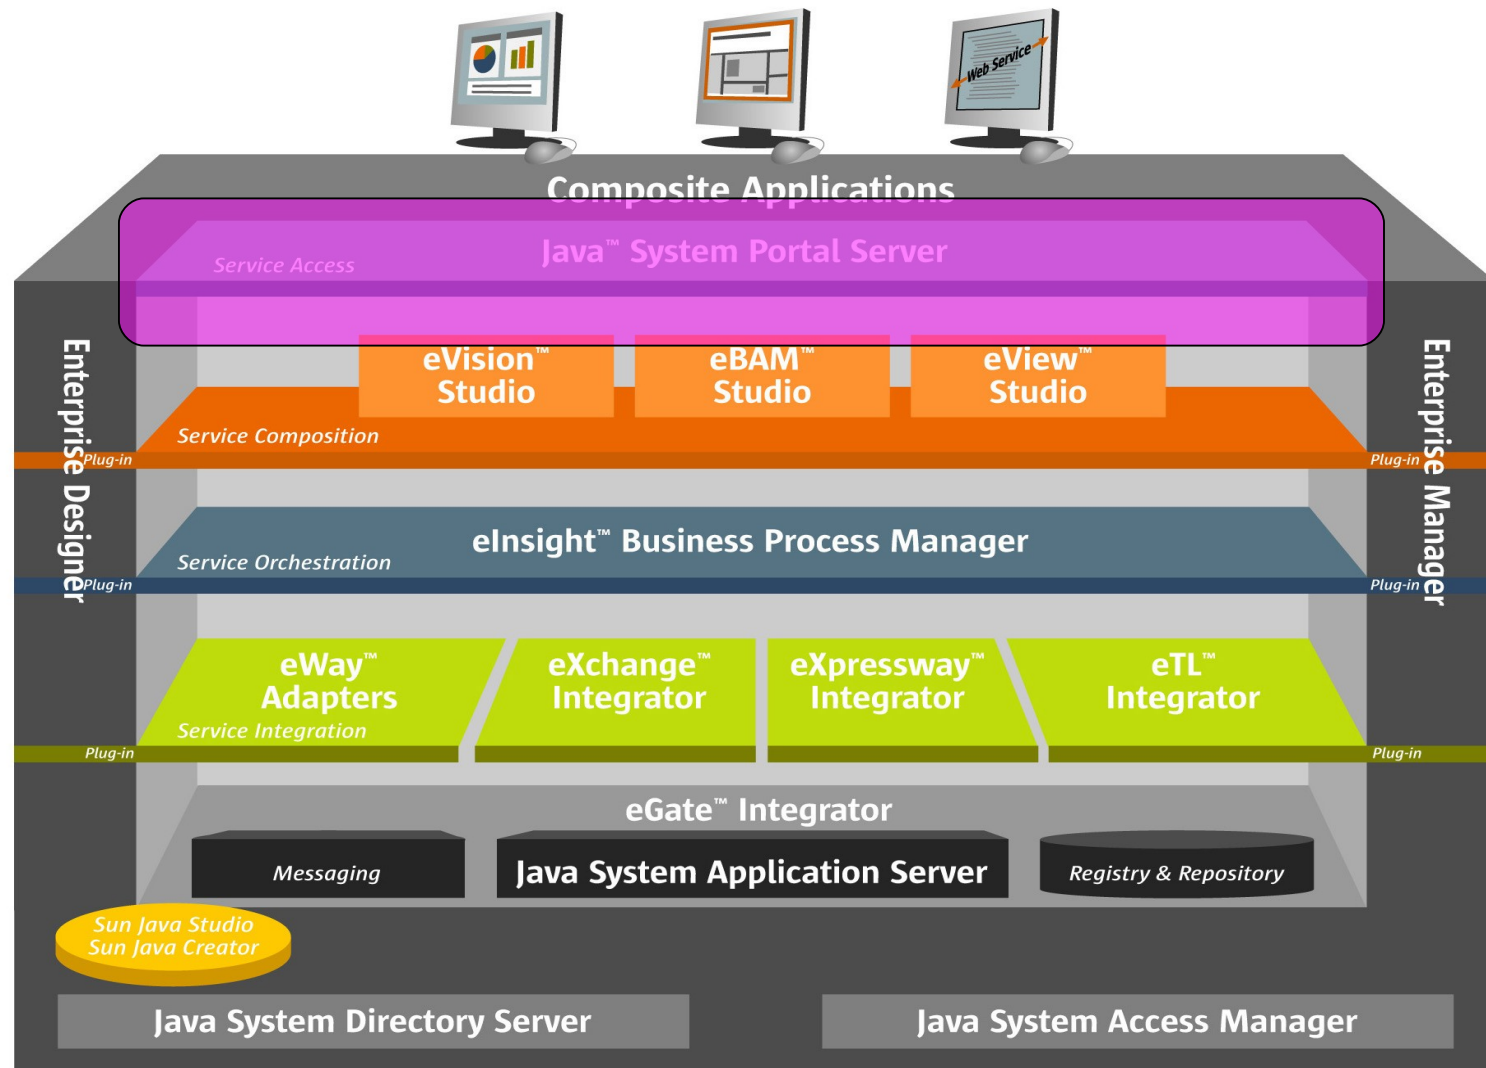 Web Service
Composite Applications
Java™ System Portal Server
Service Access
eVision™
Studio
eBAM™
Studio
eView™
Studio
Service Composition
Plug-in
Plug-in
Enterprise Designer
Enterprise Manager
eInsight™ Business Process Manager
Service Orchestration
Plug-in
Plug-in
eWay™
Adapters
eXchange™
Integrator
eXpressway™
Integrator
eTL™
Integrator
Service Integration
Plug-in
Plug-in
eGate™ Integrator
Messaging
Java System Application Server
Registry & Repository
Sun Java Studio
Sun Java Creator
Java System Directory Server
Java System Access Manager